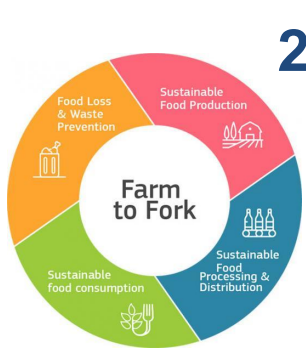 2
Food Loss
& Waste
Prevention
Sustainable
Food Production
Farm
to Fork
Sustainable
Food
Processing &
Distribution
Sustainable
food consumption